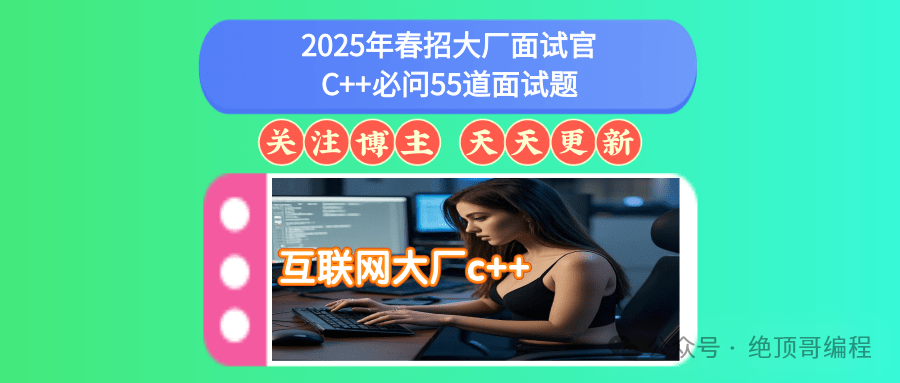 2025年春招大厂面试官
C++必问55道面试题
关注博主 天天更新
互联网大厂c++
众号 · 绝顶哥编程